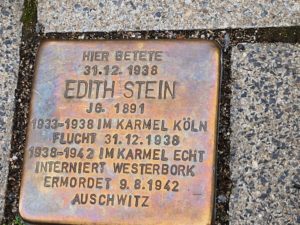 HIER BETETE
31.12.1938
EDITH STEIN
JG. 1891
1933-1938 IM KARMEL KÖLN
FLUCHT 31.12.1938
1938-1942 IM KARMEL ECHT
INTERNIERT WESTERBORK
ERMORDET 9.8.1942
AUSCHWITZ